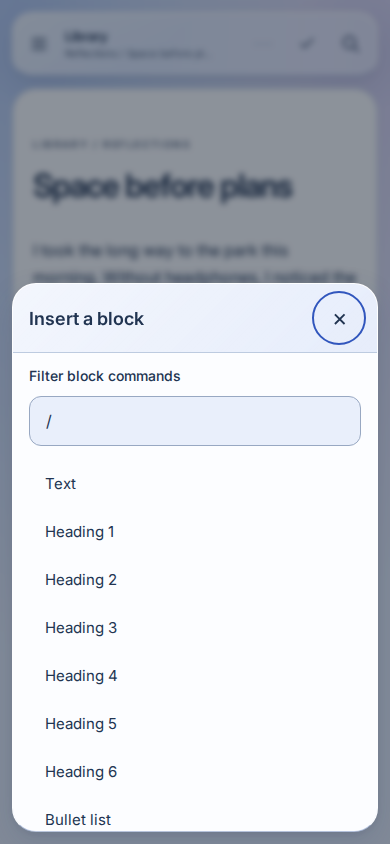 Library
LIBRARY / REFLECTIONS
Space before plans
I took the long way to the park this
morning. Without headphones, I noticed the
Insert a block
Filter block commands
/
Text
Heading 1
Heading 2
Heading 3
Heading 4
Heading 5
Heading 6
Bullet list